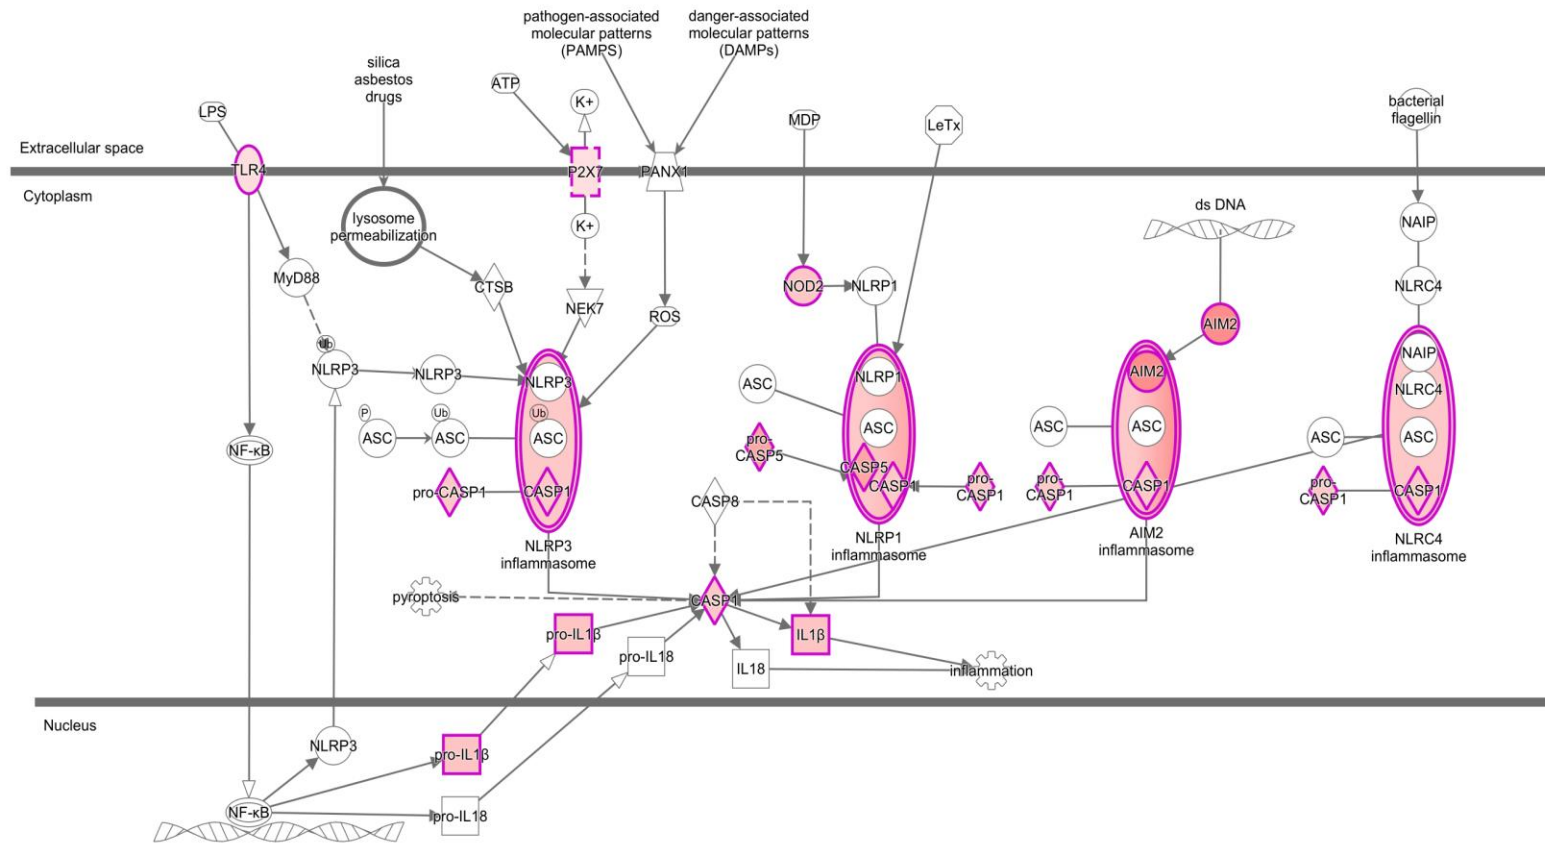 pathogen-associated
molecular patterns
(PAMPS)
danger-associated
molecular patterns
(DAMPs)
silica
asbestos
drugs
ATP
K+
LPS
MDP
LeTx
bacterial
flagellin
Extracellular space
TLR4
P2X7
PANX1
Cytoplasm
lysosome
permeabilization
K+
ds DNA
NAIP
MyD88
CTSB
NEK7
ROS
NOD2
NLRP1
NLRC4
AIM2
Ub
NLRP3
NLRP3
NLRP3
ASC
NLRP1
AIM2
NAIP
NLRC4
P
ASC
Ub
ASC
Ub
ASC
ASC
ASC
ASC
ASC
ASC
pro-
CASP5
CASP5
pro-CASP1
CASP1
CASP8
CASP1
pro-
CASP1
pro-
CASP1
CASP1
pro-
CASP1
CASP1
NLRP3
inflammasome
NLRP1
inflammasome
AIM2
inflammasome
NLRC4
inflammasome
NF-κB
pyroptosis
CASP1
pro-IL1β
IL1β
pro-IL18
IL18
inflammation
Nucleus
NLRP3
pro-IL1β
NF-κB
pro-IL18